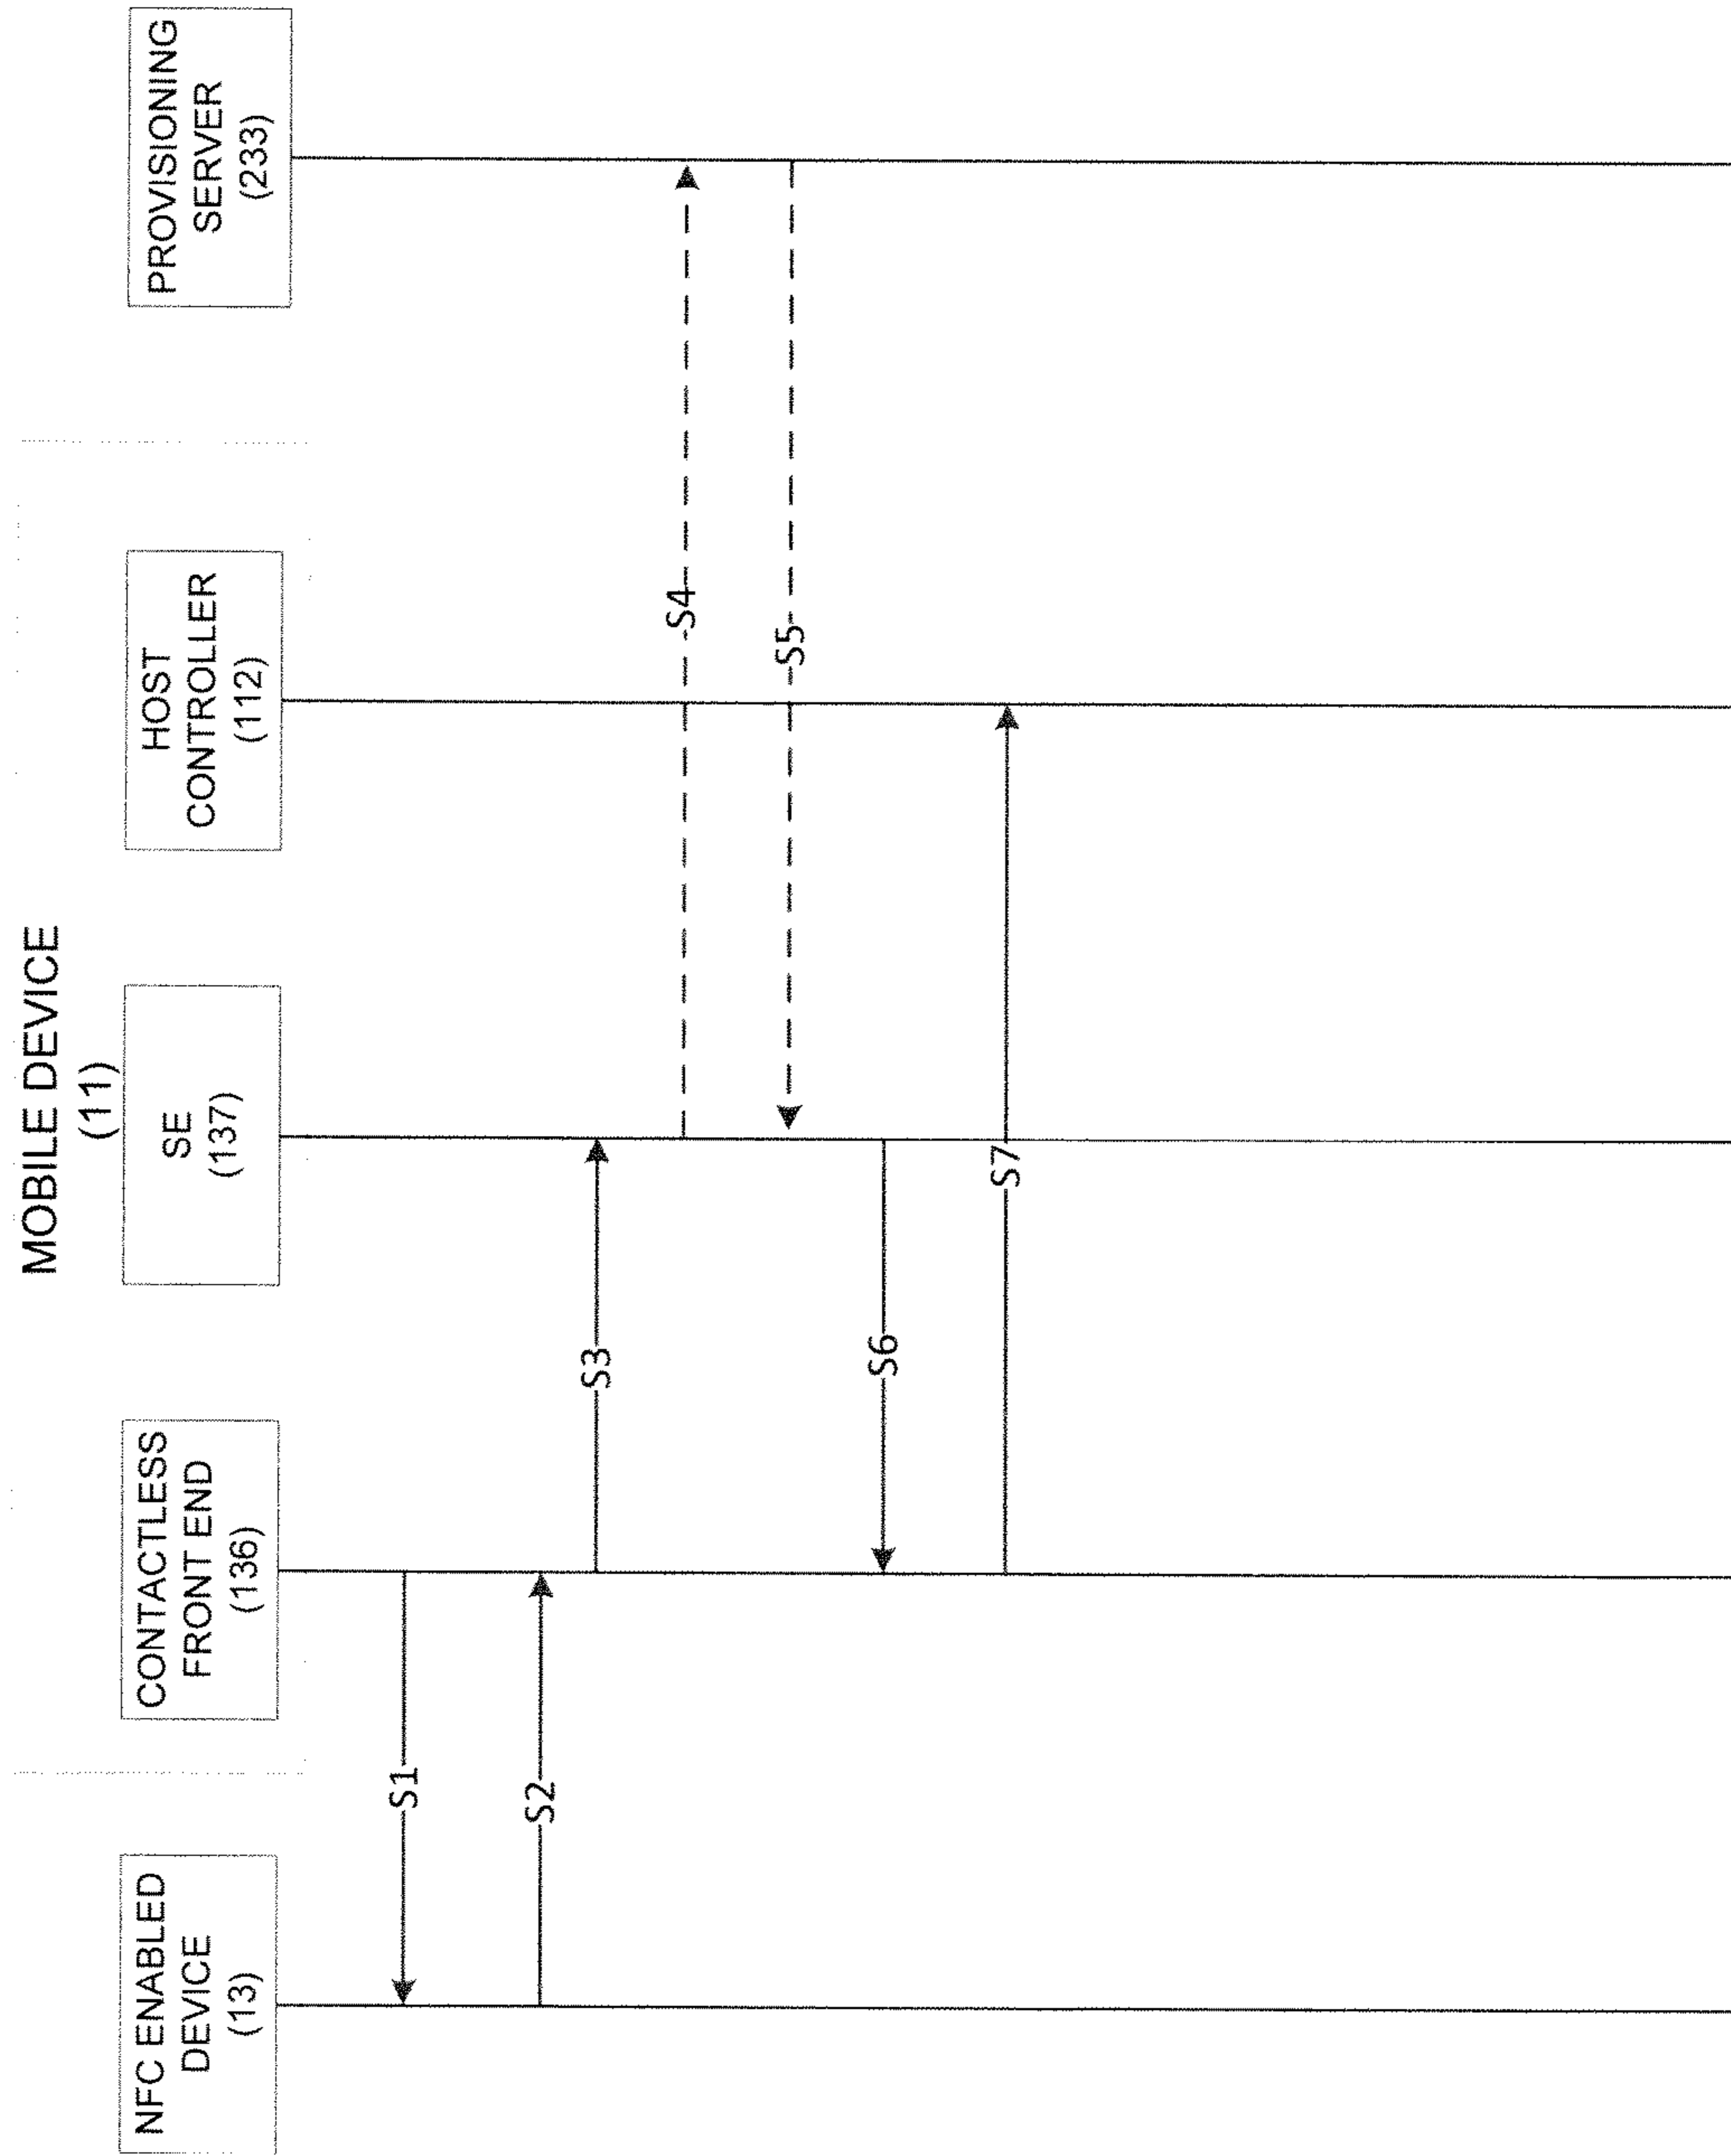 MOBILE DEVICE
(11)
NFC ENABLED
DEVICE
(13)
CONTACTLESS
FRONT END
(136)
SE
(137)
HOST
CONTROLLER
(112)
PROVISIONING
SERVER
(233)
S1
S2
S3
S4
S5
S6
S7